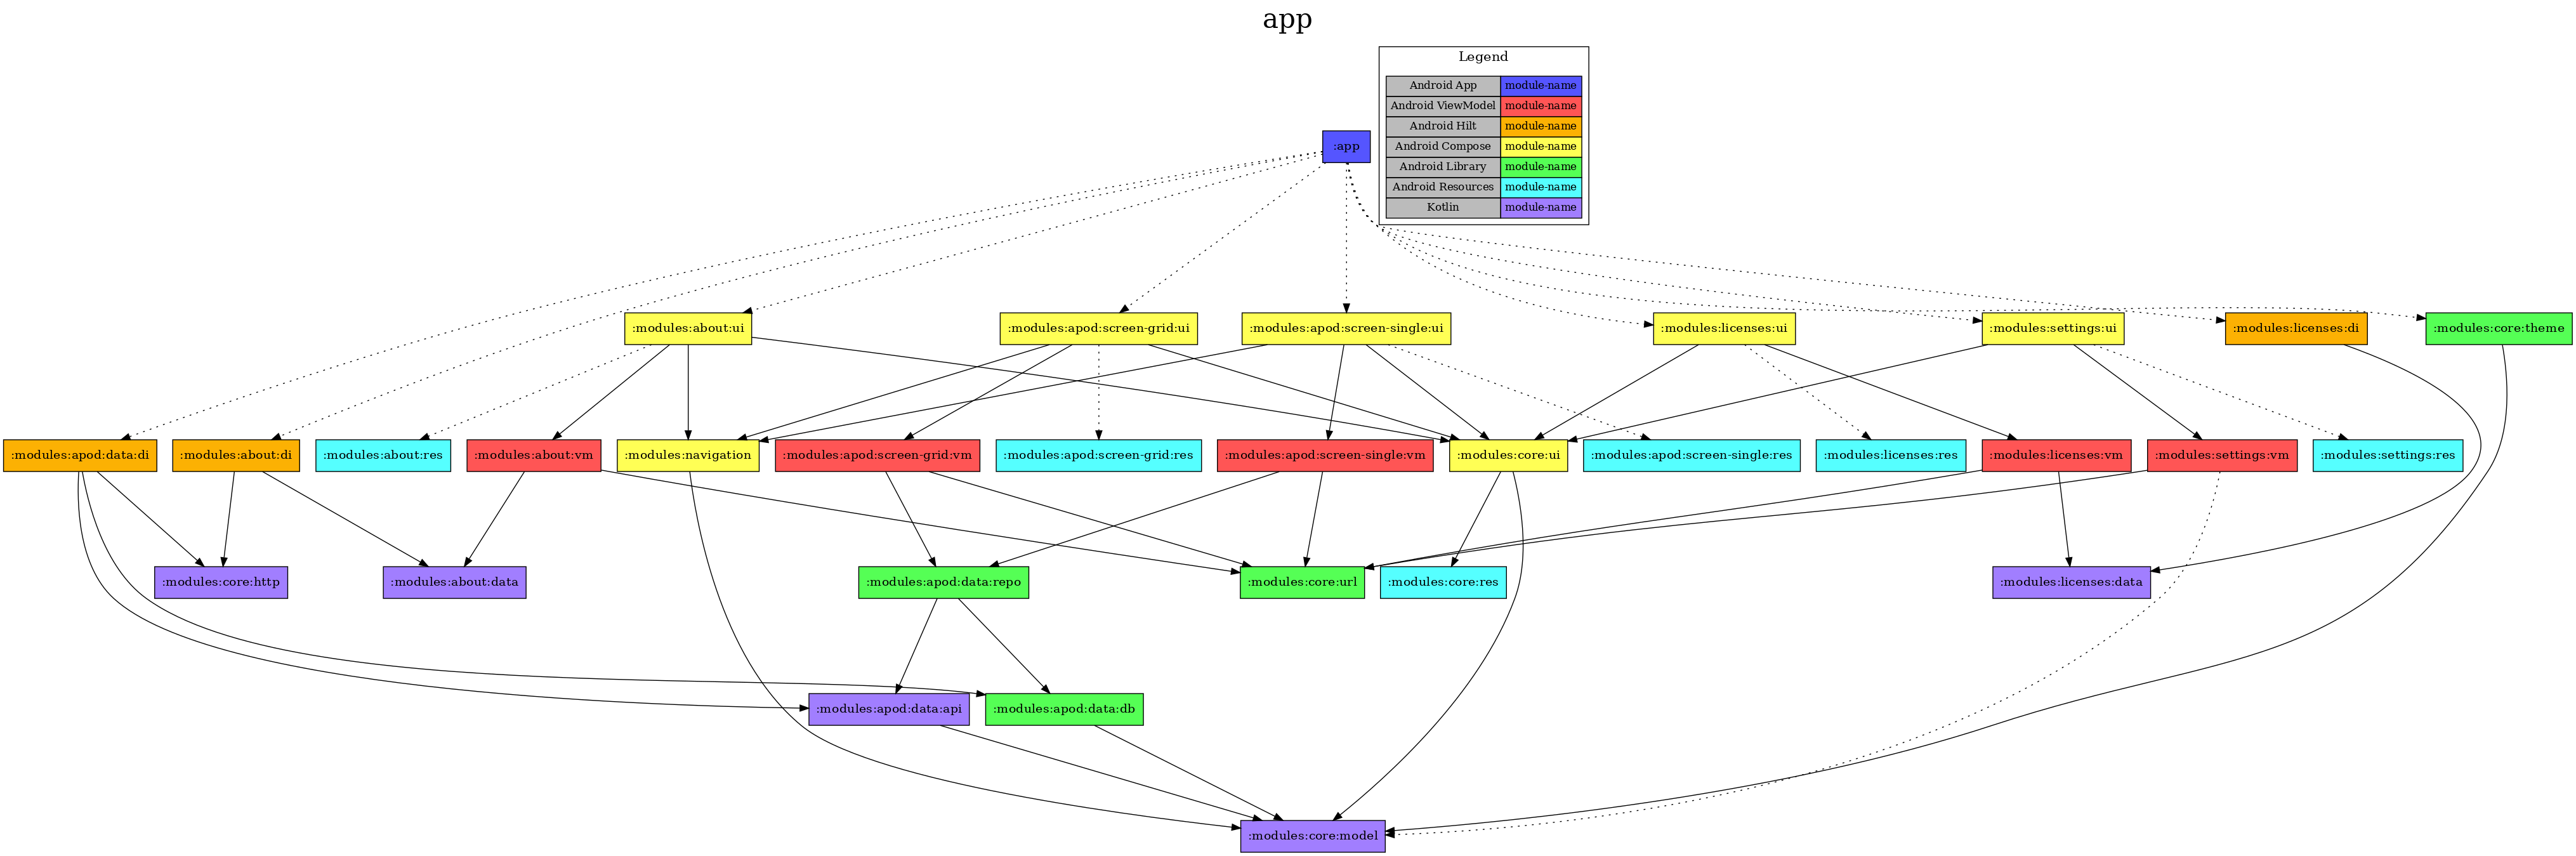 app
Legend
Android App module-name
Android ViewModel module-name
Android Hilt module-name
Android Compose module-name
Android Library module-name
Android Resources module-name
Kotlin module-name
:app
:modules:about:ui
:modules:apod:screen-grid:ui
:modules:apod:screen-single:ui
:modules:licenses:ui
:modules:settings:ui
:modules:licenses:di
:modules:core:theme
:modules:apod:data:di
:modules:about:di
:modules:about:res
:modules:about:vm
:modules:navigation
:modules:apod:screen-grid:vm
:modules:apod:screen-grid:res
:modules:apod:screen-single:vm
:modules:core:ui
:modules:apod:screen-single:res
:modules:licenses:res
:modules:licenses:vm
:modules:settings:vm
:modules:settings:res
:modules:core:http
:modules:about:data
:modules:apod:data:repo
:modules:core:url
:modules:core:res
:modules:licenses:data
:modules:apod:data:api
:modules:apod:data:db
:modules:core:model